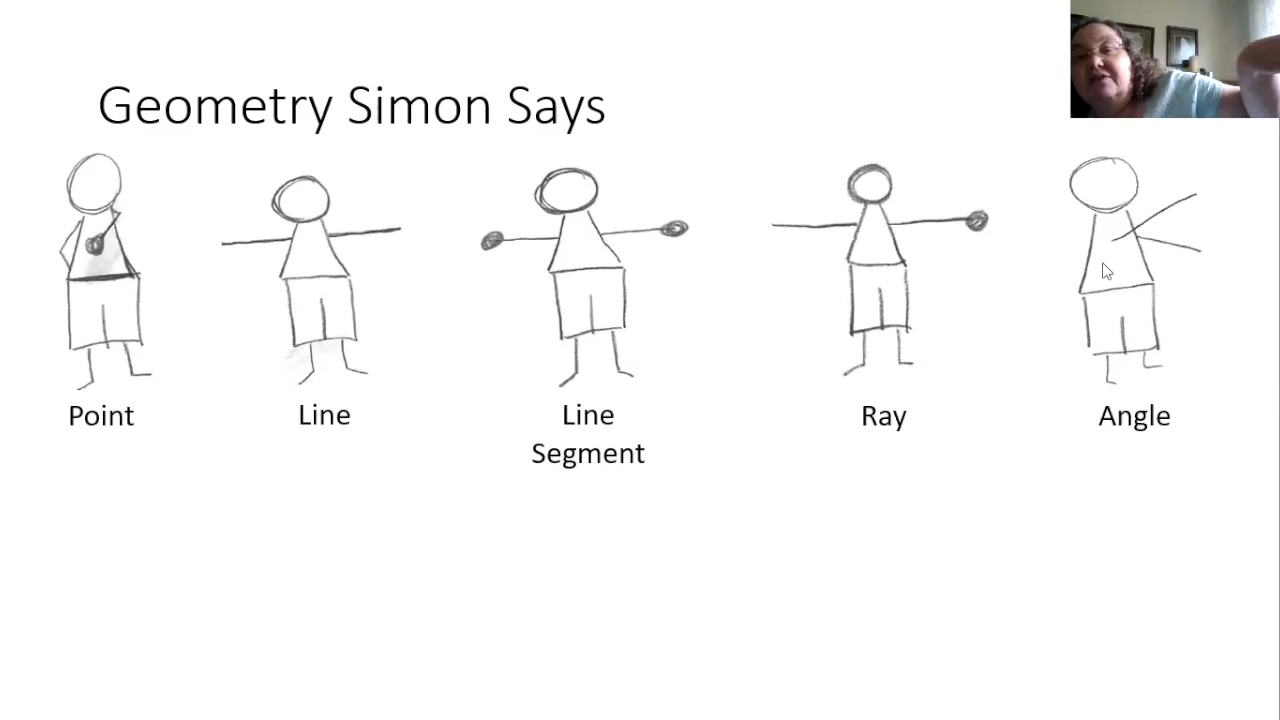 Geometry Simon Says
Point
Line
Line
Segment
Ray
Angle